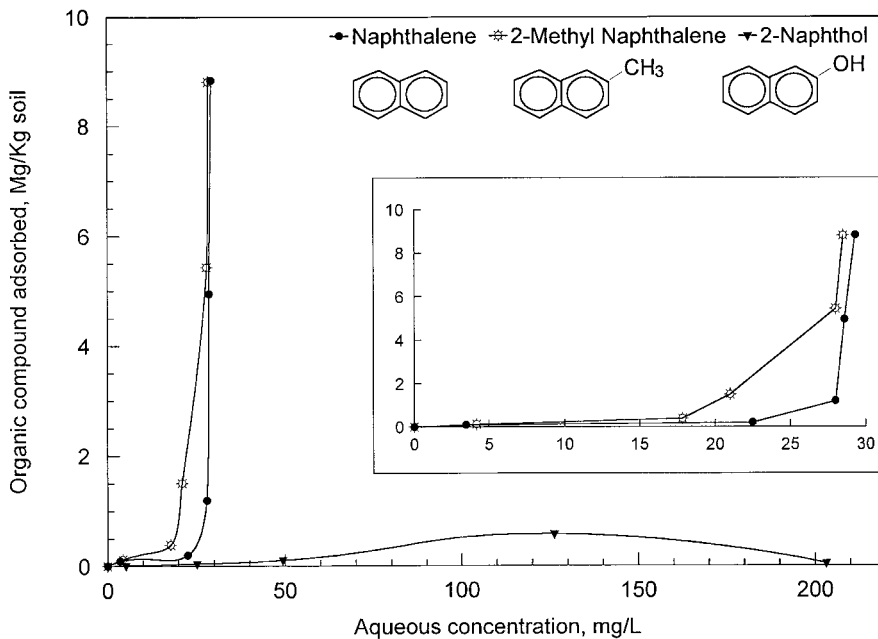 Naphthalene 2-Methyl Naphthalene 2-Naphthol
CH3
OH
Organic compound adsorbed, Mg/Kg soil
10
8
6
4
2
0
10
8
6
4
2
0
0 5 10 15 20 25 30
0 50 100 150 200
Aqueous concentration, mg/L